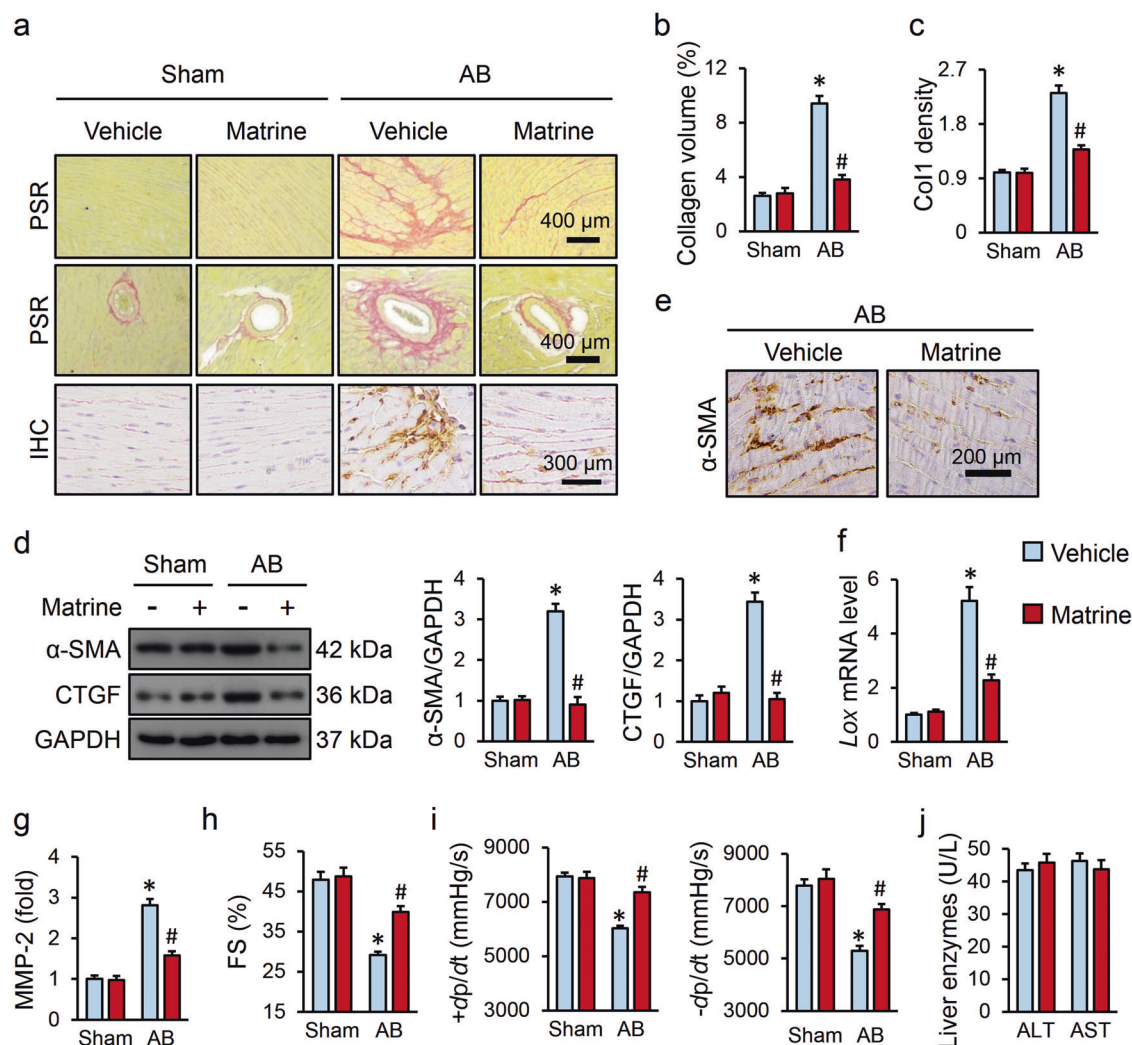 a
Sham AB
Vehicle Matrine Vehicle Matrine
PSR
400 µm
PSR
400 µm
IHC
300 µm
b
Collagen volume (%)
12
8
4
0
Sham AB
*
#
c
Col1 density
2.7
1.8
0.9
0
Sham AB
*
#
e
AB
Vehicle Matrine
α-SMA
200 µm
d
Sham AB
Matrine - + - +
α-SMA 42 kDa
CTGF 36 kDa
GAPDH 37 kDa
α-SMA/GAPDH
4
3
2
1
0
Sham AB
*
#
CTGF/GAPDH
4
3
2
1
0
Sham AB
*
#
f
Lox mRNA level
6
4
2
0
Sham AB
*
#
Vehicle
Matrine
g
MMP-2 (fold)
4
3
2
1
0
Sham AB
*
#
h
FS (%)
55
45
35
25
15
Sham AB
*
#
i
+dp/dt (mmHg/s)
9000
7000
5000
3000
Sham AB
*
#
-dp/dt (mmHg/s)
9000
7000
5000
3000
Sham AB
*
#
j
Liver enzymes (U/L)
50
40
30
20
10
0
ALT AST